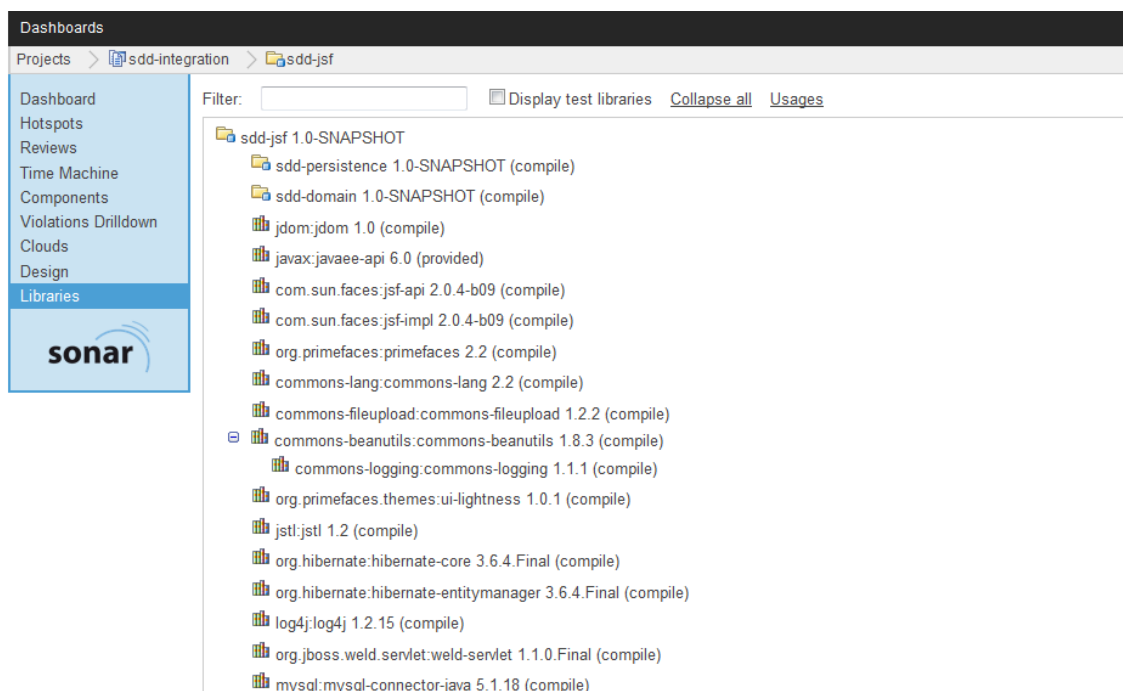 Dashboards
Projects sdd-integration sdd-jsf
Dashboard
Hotspots
Reviews
Time Machine
Components
Violations Drilldown
Clouds
Design
Libraries
sonar
Filter: Display test libraries Collapse all Usages
sdd-jsf 1.0-SNAPSHOT
sdd-persistence 1.0-SNAPSHOT (compile)
sdd-domain 1.0-SNAPSHOT (compile)
jdom:jdom 1.0 (compile)
javax:javaee-api 6.0 (provided)
com.sun.faces:jsf-api 2.0.4-b09 (compile)
com.sun.faces:jsf-impl 2.0.4-b09 (compile)
org.primefaces:primefaces 2.2 (compile)
commons-lang:commons-lang 2.2 (compile)
commons-fileupload:commons-fileupload 1.2.2 (compile)
commons-beanutils:commons-beanutils 1.8.3 (compile)
commons-logging:commons-logging 1.1.1 (compile)
org.primefaces.themes:ui-lightness 1.0.1 (compile)
jstl:jstl 1.2 (compile)
org.hibernate:hibernate-core 3.6.4.Final (compile)
org.hibernate:hibernate-entitymanager 3.6.4.Final (compile)
log4j:log4j 1.2.15 (compile)
org.jboss.weld.servlet:weld-servlet 1.1.0.Final (compile)
mysql:mysql-connector-java 5.1.18 (compile)